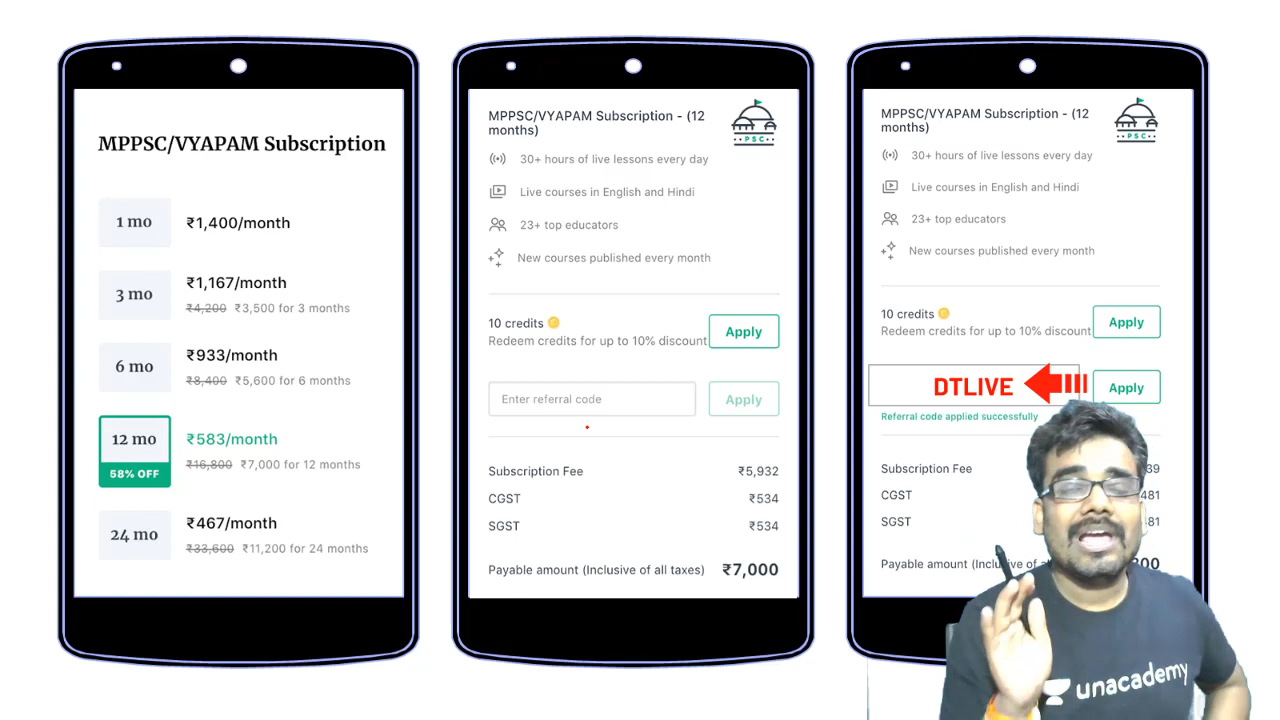 MPPSC/VYAPAM Subscription
1 mo
₹1,400/month
3 mo
₹1,167/month
₹4,200 ₹3,500 for 3 months
6 mo
₹933/month
₹8,400 ₹5,600 for 6 months
12 mo
58% OFF
₹583/month
₹16,800 ₹7,000 for 12 months
24 mo
₹467/month
₹33,600 ₹11,200 for 24 months
MPPSC/VYAPAM Subscription - (12
months)
PSC
30+ hours of live lessons every day
Live courses in English and Hindi
23+ top educators
New courses published every month
10 credits
Redeem credits for up to 10% discount
Apply
Enter referral code
Apply
Subscription Fee ₹5,932
CGST ₹534
SGST ₹534
Payable amount (Inclusive of all taxes) ₹7,000
MPPSC/VYAPAM Subscription - (12
months)
PSC
30+ hours of live lessons every day
Live courses in English and Hindi
23+ top educators
New courses published every month
10 credits
Redeem credits for up to 10% discount
Apply
DTLIVE
Apply
Referral code applied successfully
Subscription Fee
CGST
SGST
Payable amount
unacademy